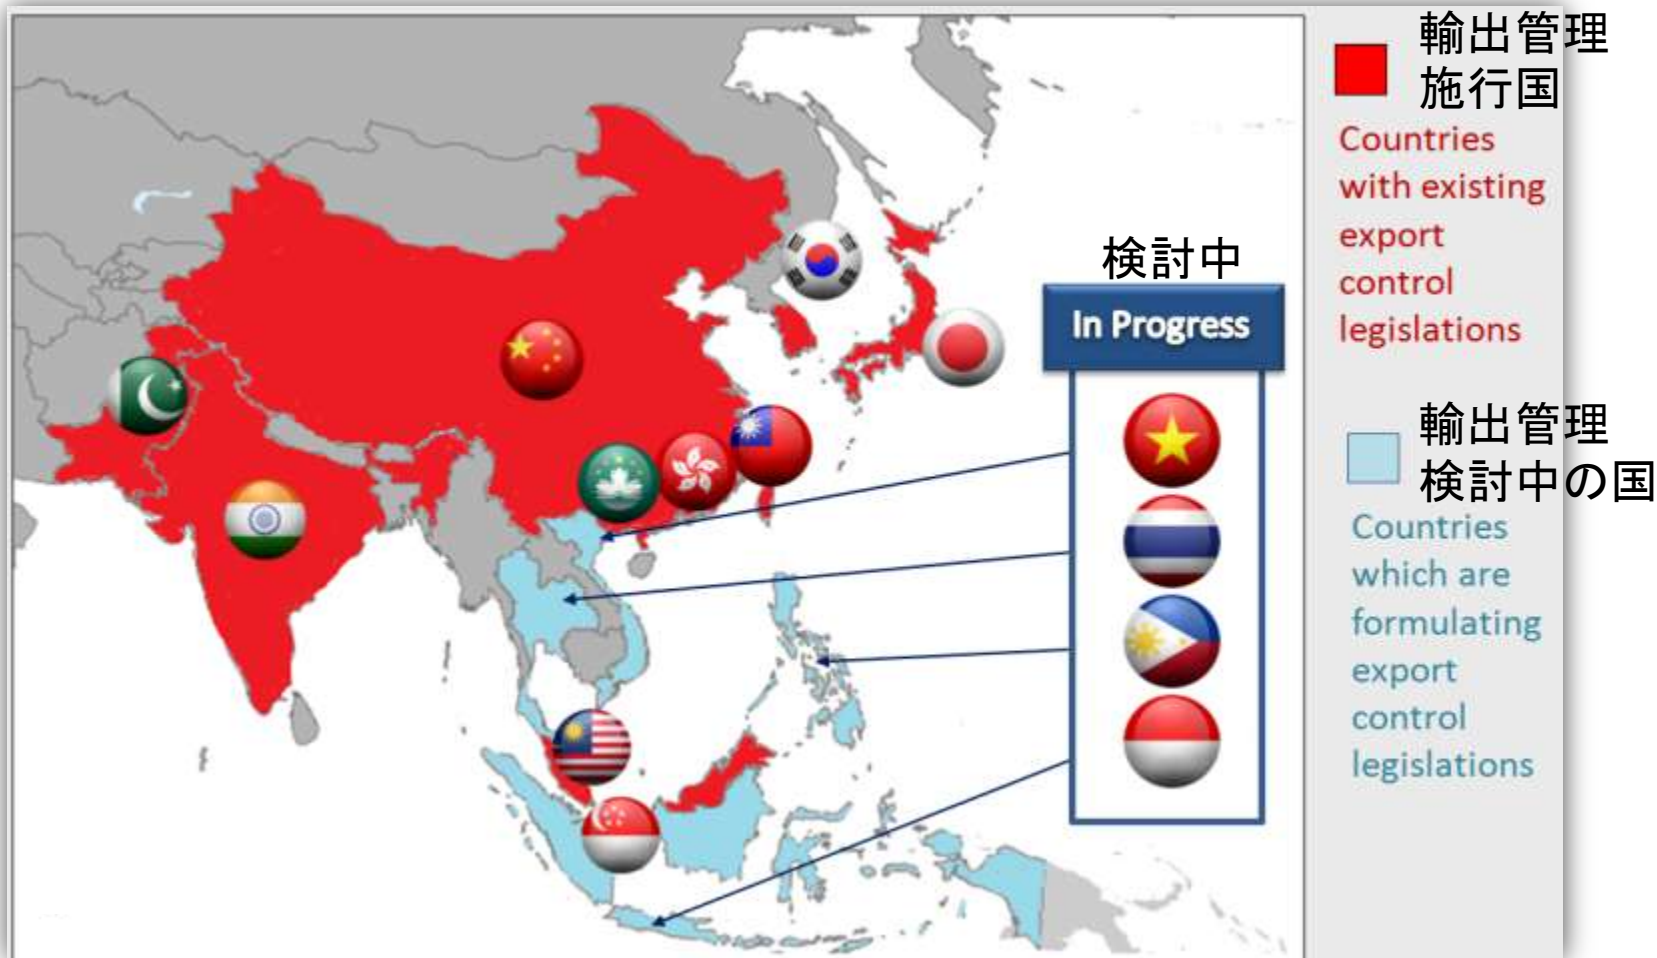 輸出管理
施行国
Countries
with existing
export
control
legislations
検討中
In Progress
輸出管理
検討中の国
Countries
which are
formulating
export
control
legislations